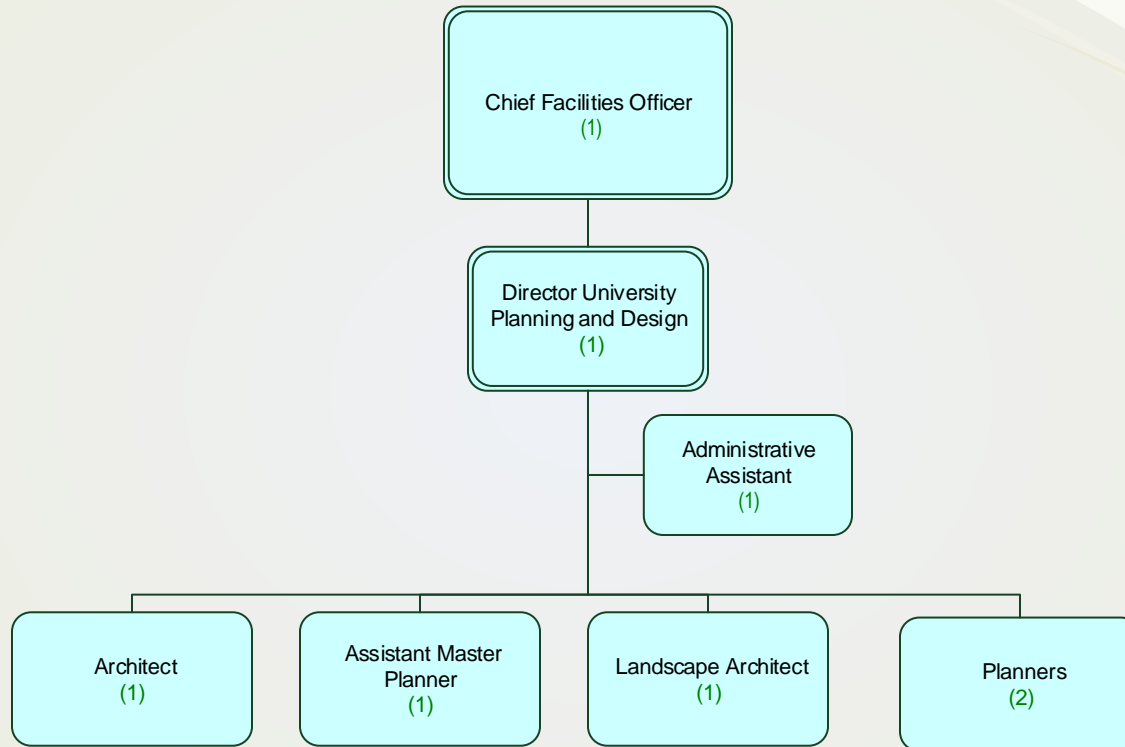 Chief Facilities Officer
(1)
Director University
Planning and Design
(1)
Administrative
Assistant
(1)
Architect
(1)
Assistant Master
Planner
(1)
Landscape Architect
(1)
Planners
(2)